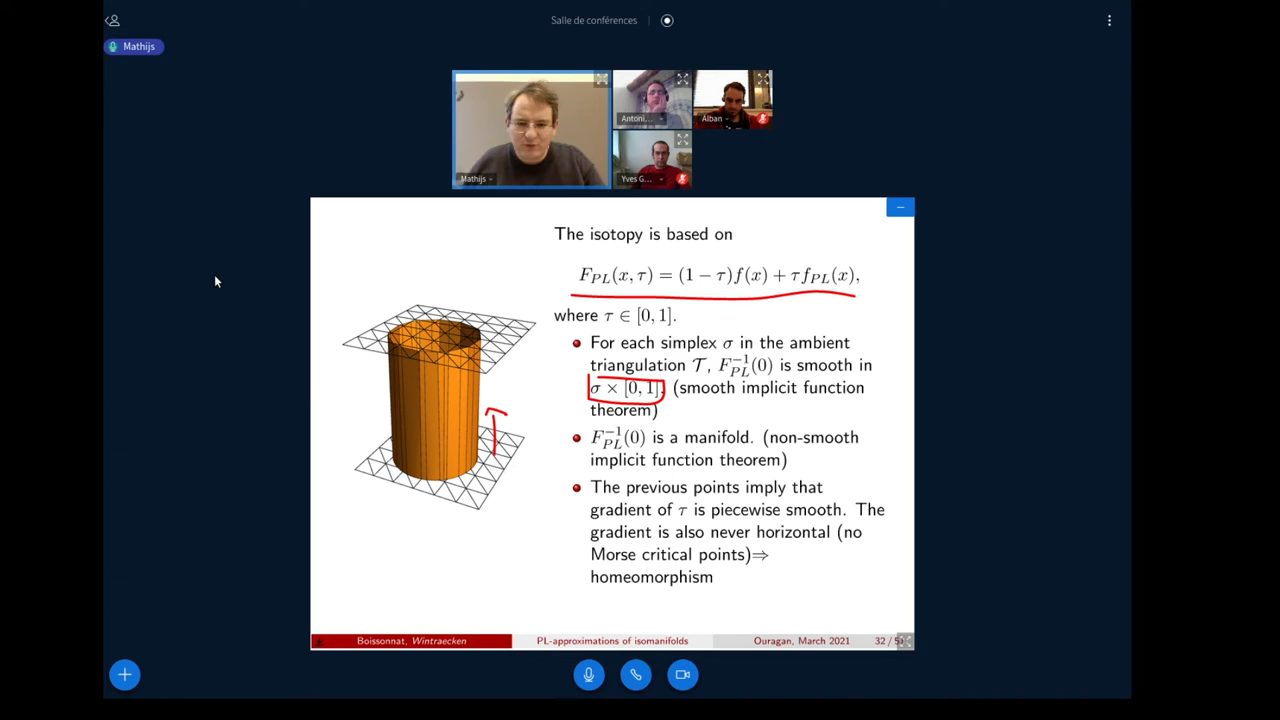 Salle de conférences
Mathijs
Antoni...
Alban
Mathijs
Yves G...
The isotopy is based on
F_{PL}(x, τ) = (1 − τ)f(x) + τf_{PL}(x),
where τ ∈ [0, 1].
For each simplex σ in the ambient
triangulation 𝒯, F_{PL}^{-1}(0) is smooth in
σ × [0, 1]. (smooth implicit function
theorem)
F_{PL}^{-1}(0) is a manifold. (non-smooth
implicit function theorem)
The previous points imply that
gradient of τ is piecewise smooth. The
gradient is also never horizontal (no
Morse critical points)⇒
homeomorphism
Boissonnat, Wintraecken PL-approximations of isomanifolds Ouragan, March 2021 32 / 5